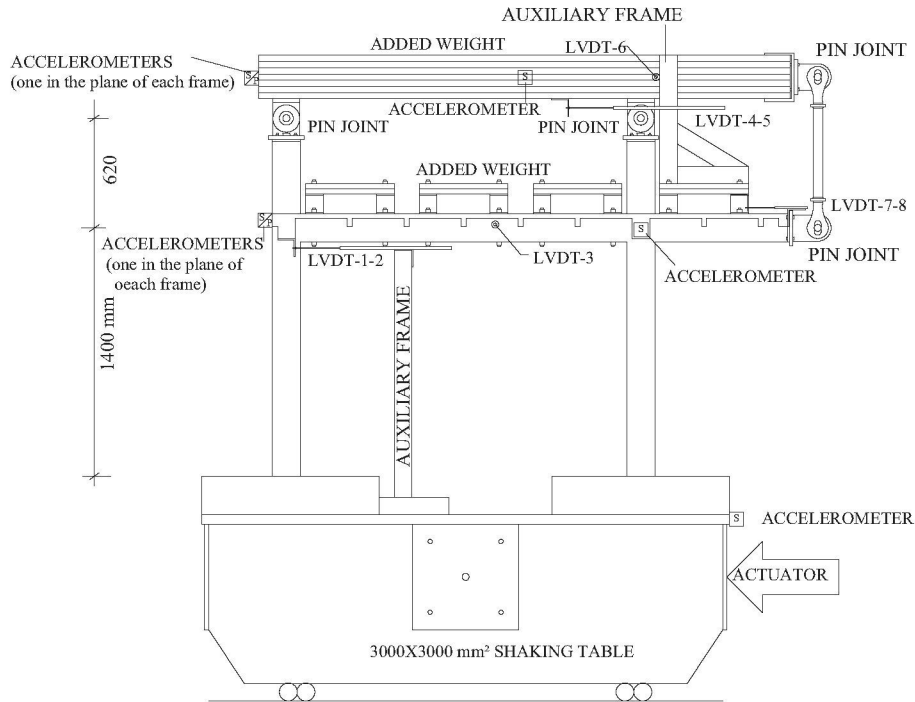 AUXILIARY FRAME
ADDED WEIGHT
LVDT-6
PIN JOINT
ACCELEROMETERS
(one in the plane of each frame)
S
P
S
ACCELEROMETER
LVDT-4-5
PIN JOINT
PIN JOINT
620
ADDED WEIGHT
LVDT-7-8
S
P
ACCELEROMETERS
(one in the plane of
oeach frame)
LVDT-1-2
LVDT-3
S
ACCELEROMETER
PIN JOINT
1400 mm
AUXILIARY FRAME
S
ACCELEROMETER
ACTUATOR
3000X3000 mm² SHAKING TABLE